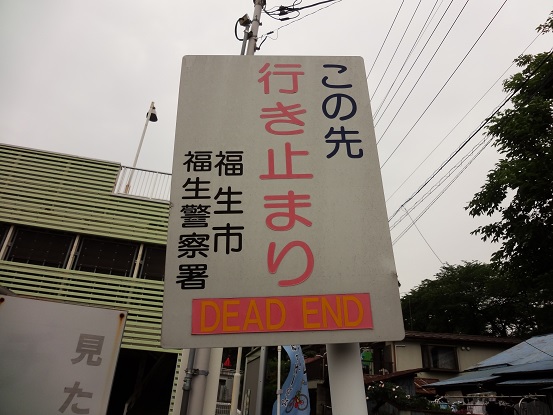 この先
行き止まり
福生市
福生警察署
DEAD END
見た